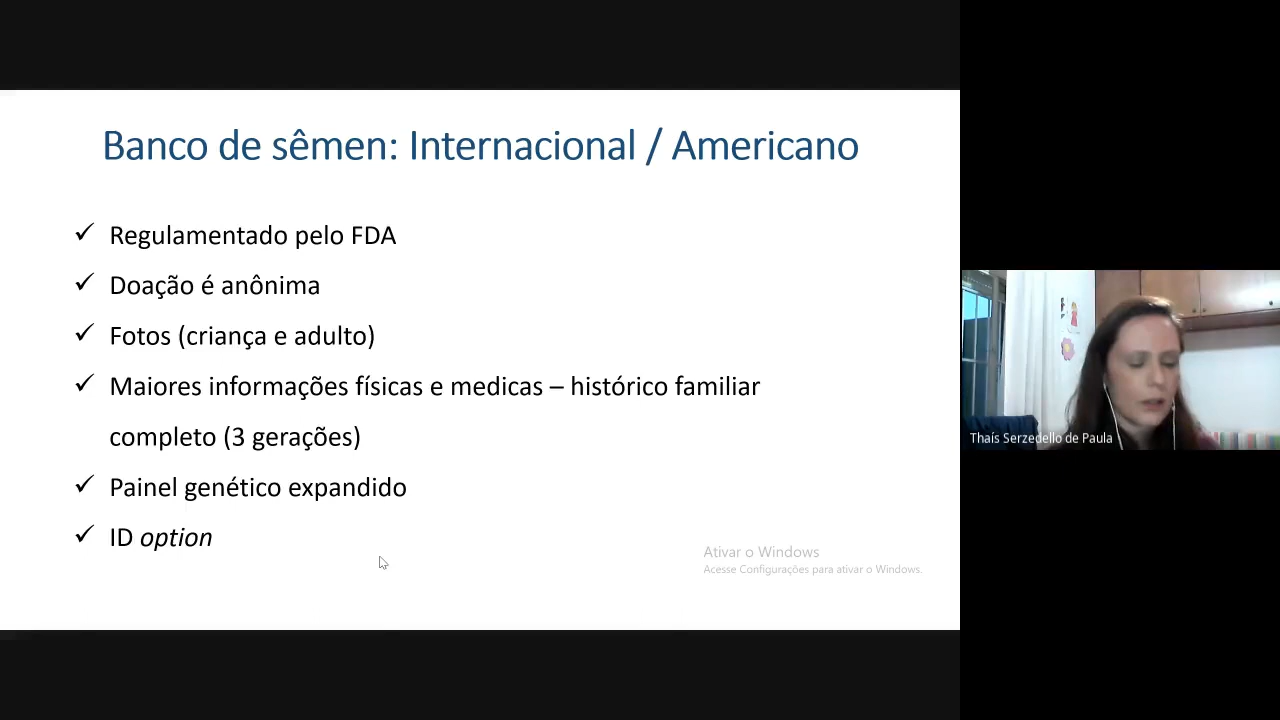 Banco de sêmen: Internacional / Americano
✓ Regulamentado pelo FDA
✓ Doação é anônima
✓ Fotos (criança e adulto)
✓ Maiores informações físicas e medicas – histórico familiar
completo (3 gerações)
✓ Painel genético expandido
✓ ID option
Ativar o Windows
Acesse Configurações para ativar o Windows.
Thaís Serzedello de Paula